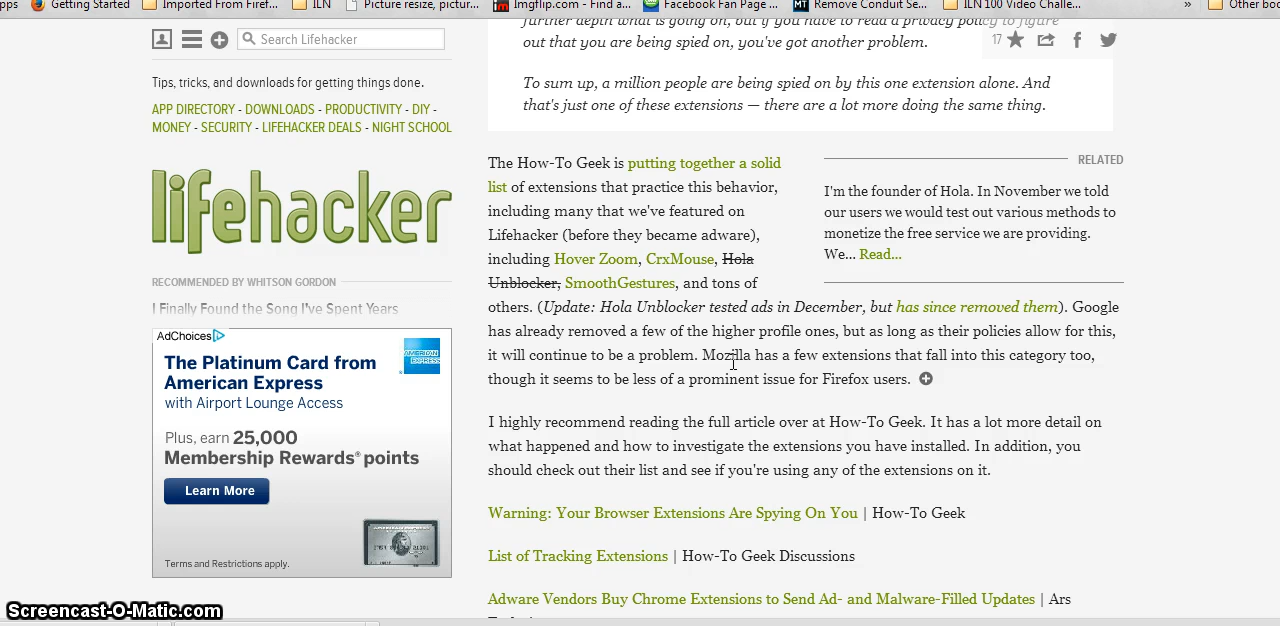 pps Getting Started Imported From Firef... ILN Picture resize, pictur... Imgflip.com - Find a... Facebook Fan Page ... MT Remove Conduit Se... ILN 100 Video Challe... » Other boo
Search Lifehacker
Tips, tricks, and downloads for getting things done.
APP DIRECTORY - DOWNLOADS - PRODUCTIVITY - DIY -
MONEY - SECURITY - LIFEHACKER DEALS - NIGHT SCHOOL
lifehacker
RECOMMENDED BY WHITSON GORDON
I Finally Found the Song I've Spent Years
AdChoices
The Platinum Card from
American Express
with Airport Lounge Access
AMERICAN
EXPRESS
Plus, earn 25,000
Membership Rewards® points
Learn More
Terms and Restrictions apply.
further depth what is going on, but if you have to read a privacy policy to figure
out that you are being spied on, you've got another problem.
17
To sum up, a million people are being spied on by this one extension alone. And
that's just one of these extensions — there are a lot more doing the same thing.
The How-To Geek is putting together a solid
list of extensions that practice this behavior,
including many that we've featured on
Lifehacker (before they became adware),
including Hover Zoom, CrxMouse, Hola
Unblocker, SmoothGestures, and tons of
others. (Update: Hola Unblocker tested ads in December, but has since removed them). Google
has already removed a few of the higher profile ones, but as long as their policies allow for this,
it will continue to be a problem. Mozilla has a few extensions that fall into this category too,
though it seems to be less of a prominent issue for Firefox users.
RELATED
I'm the founder of Hola. In November we told
our users we would test out various methods to
monetize the free service we are providing.
We... Read...
I highly recommend reading the full article over at How-To Geek. It has a lot more detail on
what happened and how to investigate the extensions you have installed. In addition, you
should check out their list and see if you're using any of the extensions on it.
Warning: Your Browser Extensions Are Spying On You | How-To Geek
List of Tracking Extensions | How-To Geek Discussions
Adware Vendors Buy Chrome Extensions to Send Ad- and Malware-Filled Updates | Ars
Screencast-O-Matic.com